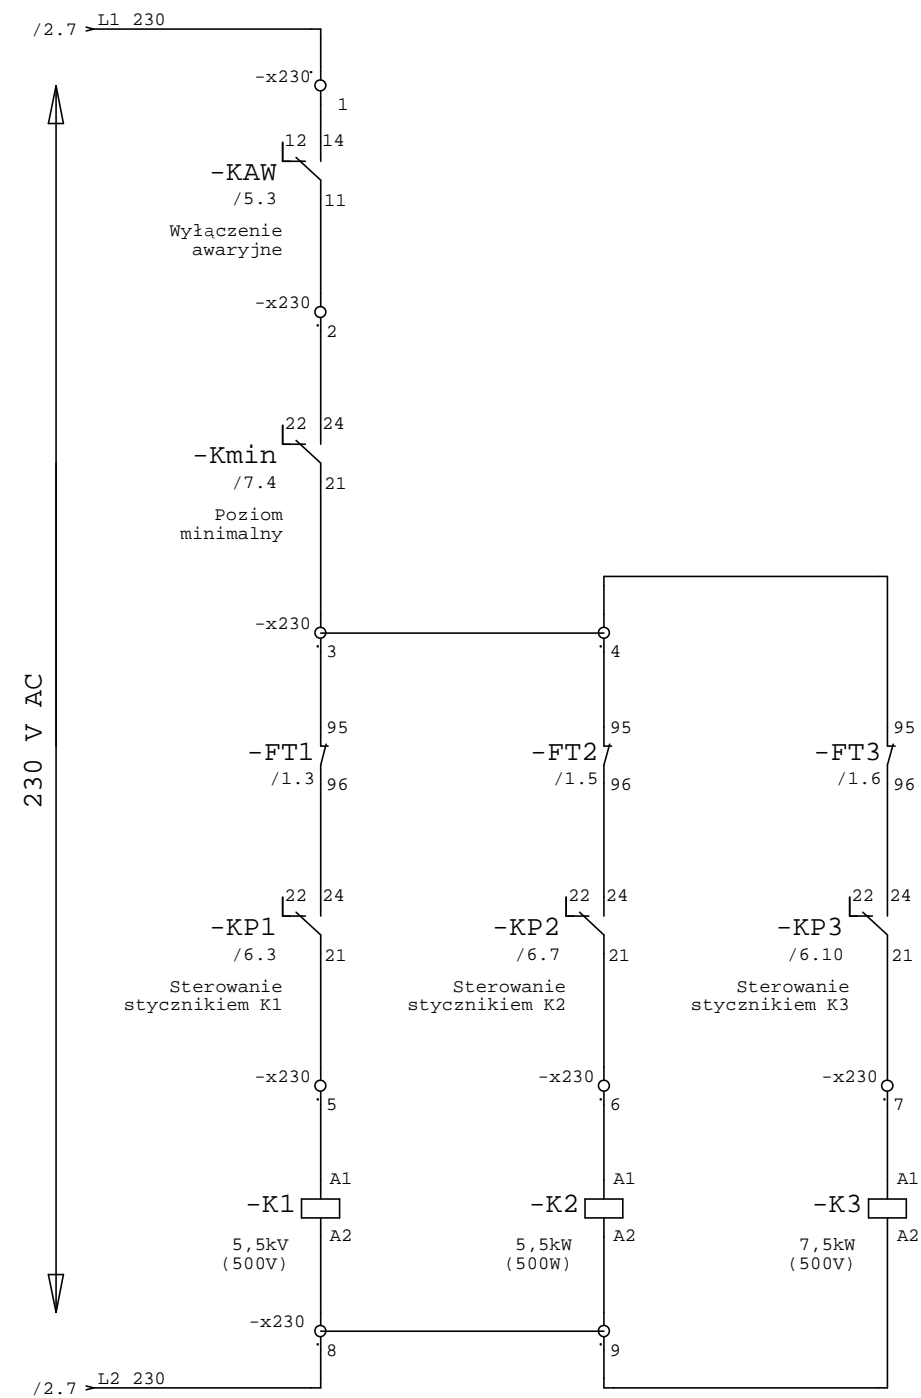 L1 230
/2.7
-x230
1
12 14
-KAW
/5.3
11
Wyłączenie
awaryjne
-x230
2
22 24
-Kmin
/7.4
21
Poziom
minimalny
-x230
3
4
230 V AC
95
-FT1
/1.3
96
95
-FT2
/1.5
96
95
-FT3
/1.6
96
22 24
-KP1
/6.3
21
Sterowanie
stycznikiem K1
22 24
-KP2
/6.7
21
Sterowanie
stycznikiem K2
22 24
-KP3
/6.10
21
Sterowanie
stycznikiem K3
-x230
5
-x230
6
-x230
7
A1
-K1
A2
5,5kV
(500V)
A1
-K2
A2
5,5kW
(500W)
A1
-K3
A2
7,5kW
(500V)
-x230
8
9
L2 230
/2.7